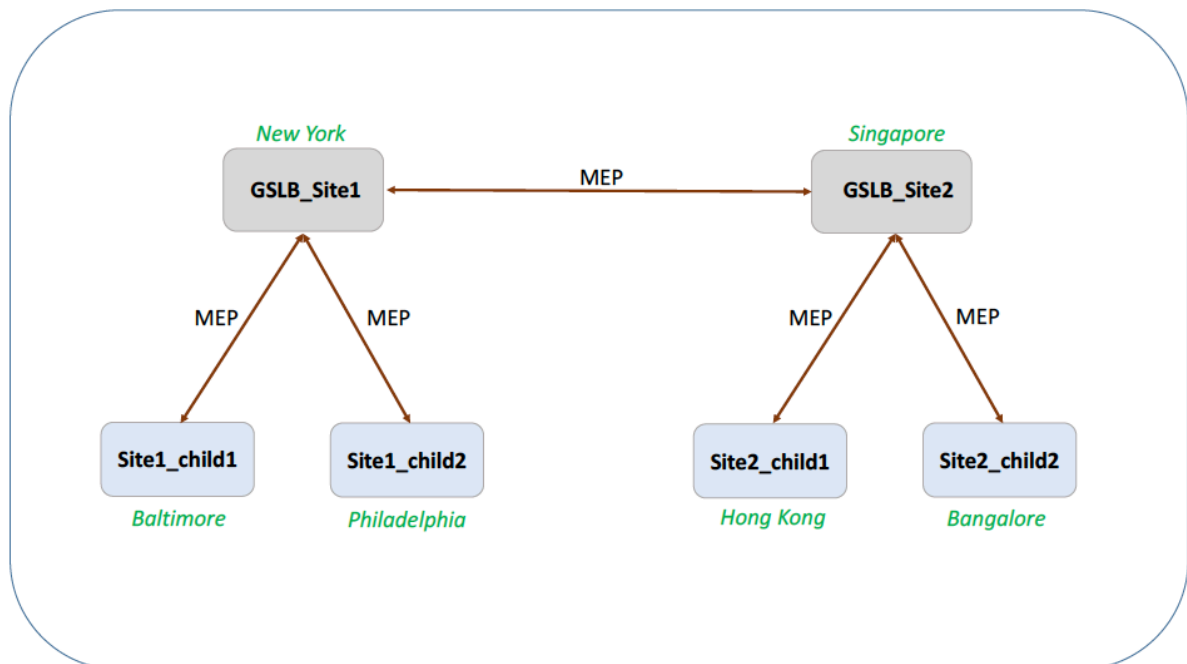 New York
Singapore
GSLB_Site1
MEP
GSLB_Site2
MEP
MEP
MEP
MEP
Site1_child1
Site1_child2
Site2_child1
Site2_child2
Baltimore
Philadelphia
Hong Kong
Bangalore